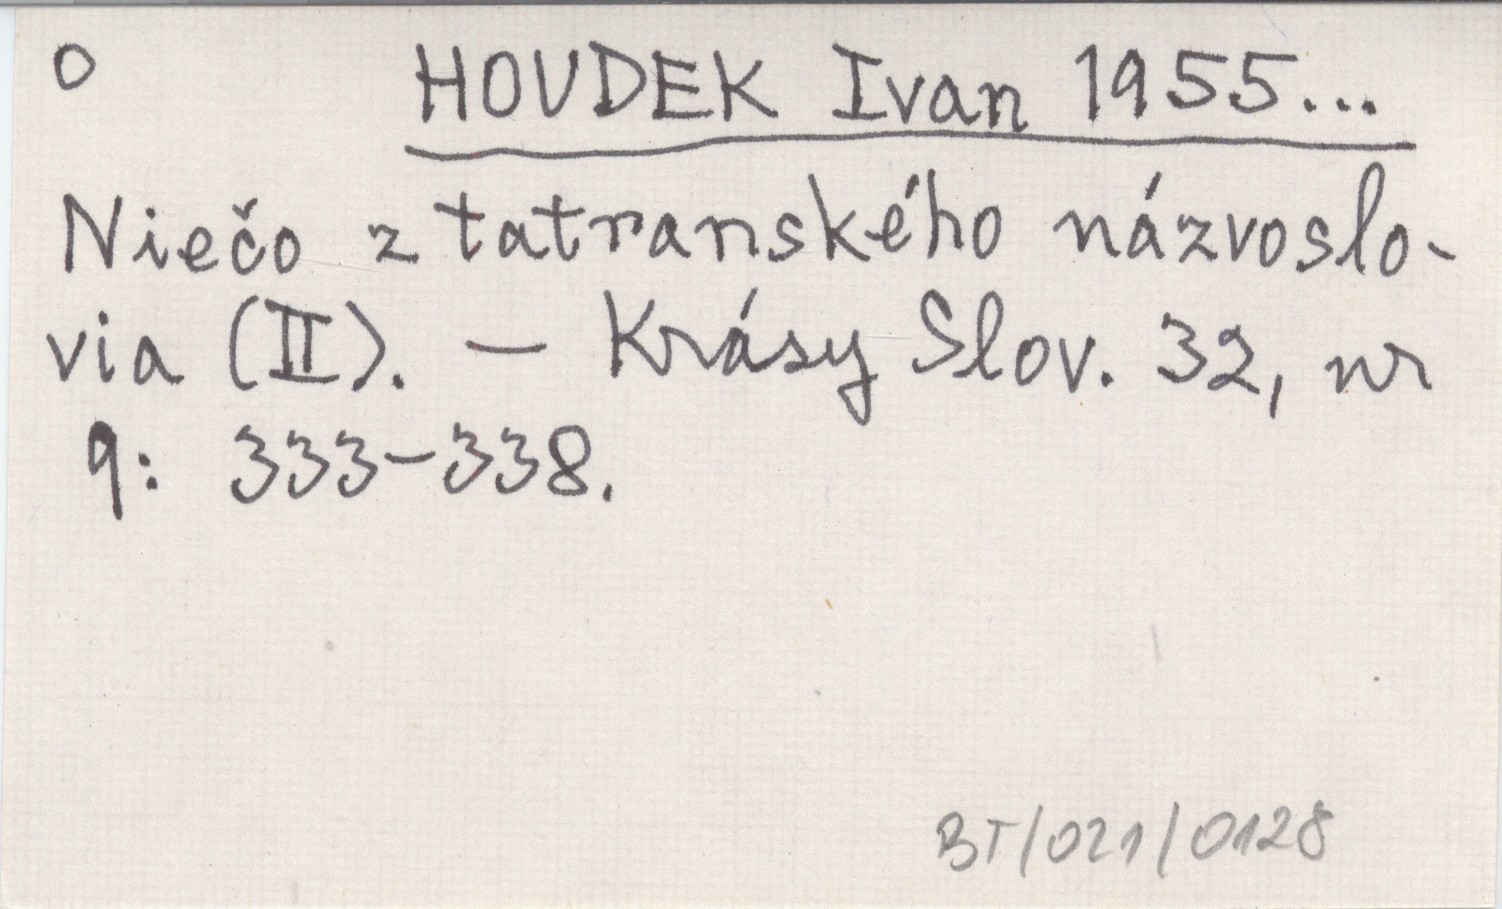 O HOUDEK Ivan 1955...
Niečo z tatranského názvoslo-
via (II). — Krásy Slov. 32, nr
9: 333-338.
BT/021/0128